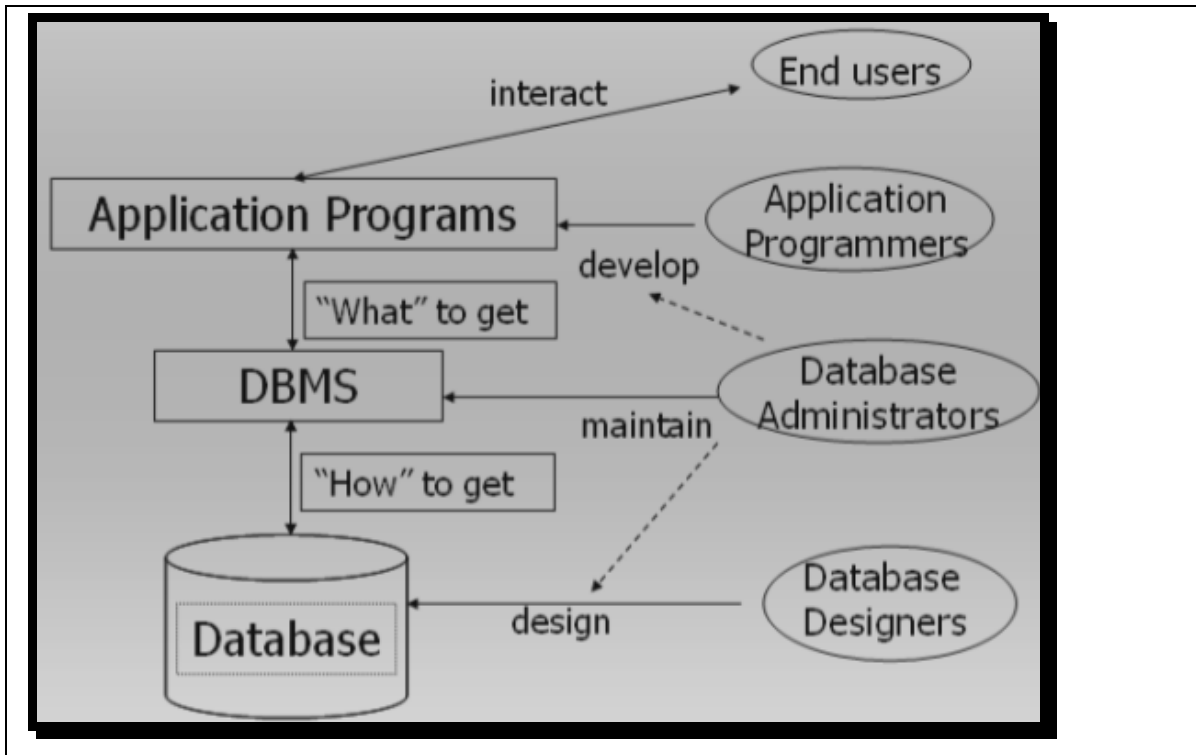 End users
interact
Application Programs
Application
Programmers
develop
“What” to get
DBMS
Database
Administrators
maintain
“How” to get
Database
Database
Designers
design